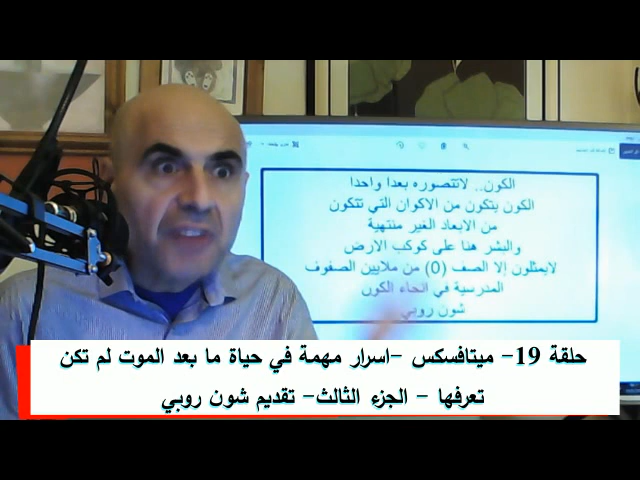 الكون.. لاتتصوره بعدا واحدا
الكون يتكون من الاكوان التي تتكون
من الابعاد الغير منتهية
والبشر هنا على كوكب الارض
لايمثلون إلا الصف (0) من ملايين الصفوف
المدرسية في انحاء الكون
شون روبي
حلقة 19- ميتافسكس -اسرار مهمة في حياة ما بعد الموت لم تكن
تعرفها - الجزء الثالث- تقديم شون روبي